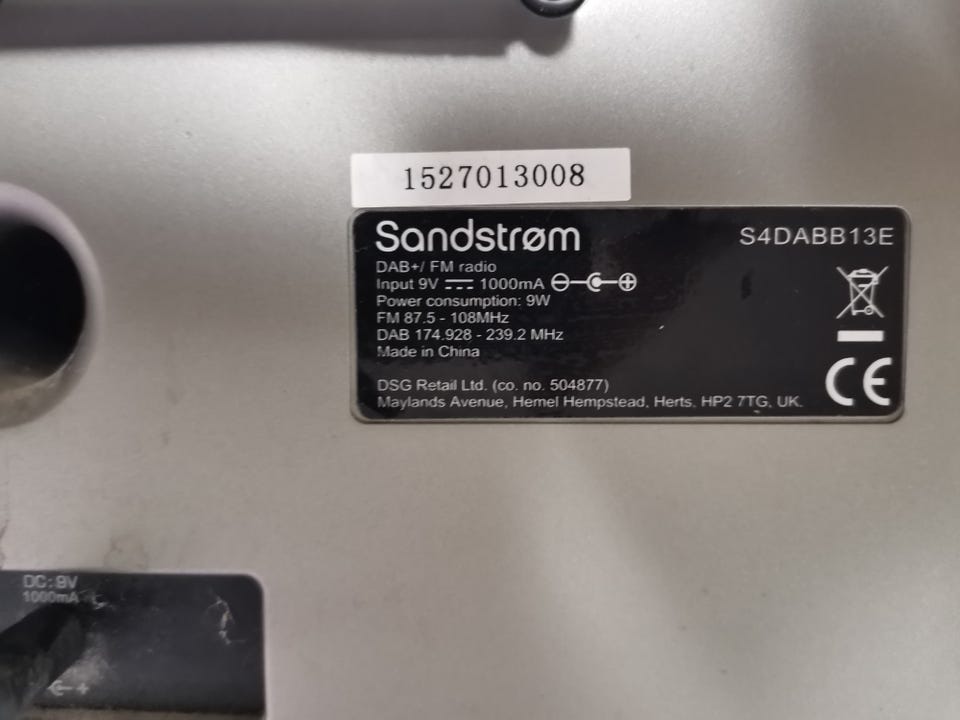 1527013008
Sandstrøm
S4DABB13E
DAB+/ FM radio
Input 9V ⎓ 1000mA
Power consumption: 9W
FM 87.5 - 108MHz
DAB 174.928 - 239.2 MHz
Made in China
CE
DSG Retail Ltd. (co. no. 504877)
Maylands Avenue, Hemel Hempstead, Herts, HP2 7TG, UK.
DC: 9V
1000mA